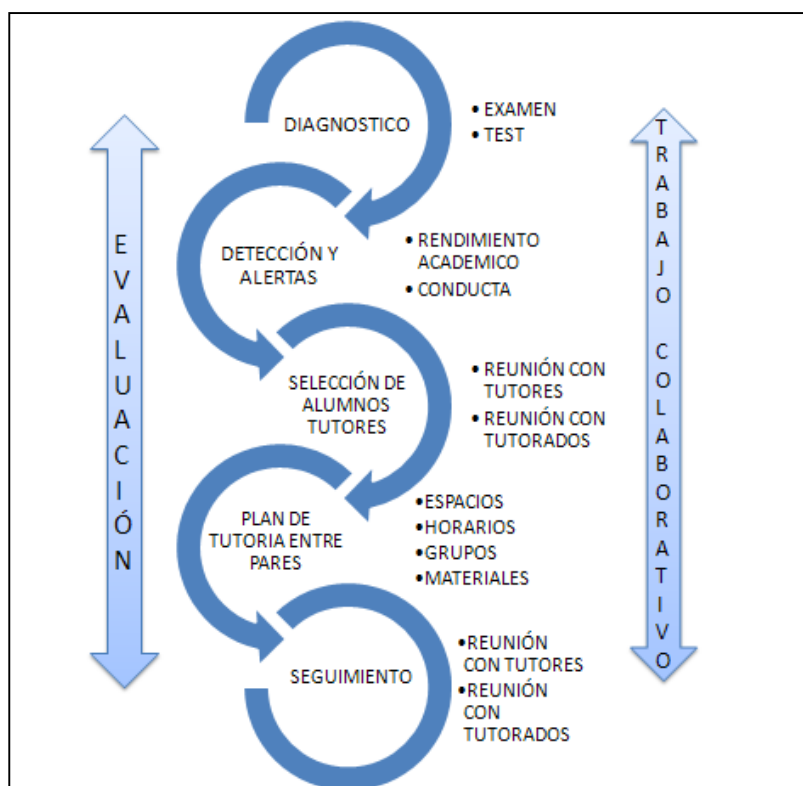 DIAGNOSTICO
• EXAMEN
• TEST
DETECCIÓN Y
ALERTAS
• RENDIMIENTO
ACADEMICO
• CONDUCTA
SELECCIÓN DE
ALUMNOS
TUTORES
• REUNIÓN CON
TUTORES
• REUNIÓN CON
TUTORADOS
PLAN DE
TUTORIA ENTRE
PARES
•ESPACIOS
•HORARIOS
•GRUPOS
•MATERIALES
SEGUIMIENTO
•REUNIÓN
CON TUTORES
•REUNIÓN
CON
TUTORADOS
EVALUACIÓN
TRABAJO COLABORATIVO